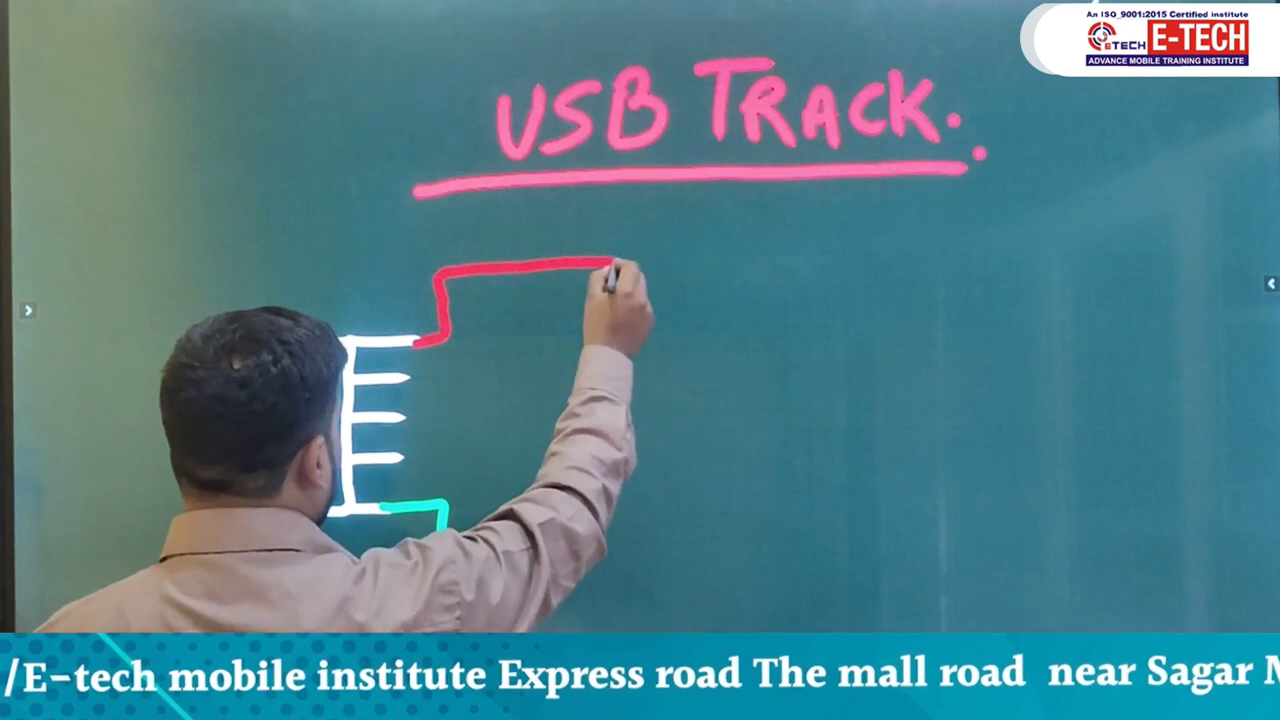 An ISO 9001:2015 Certified institute
eTECH E-TECH
ADVANCE MOBILE TRAINING INSTITUTE
USB TRACK.
/E-tech mobile institute Express road The mall road near Sagar